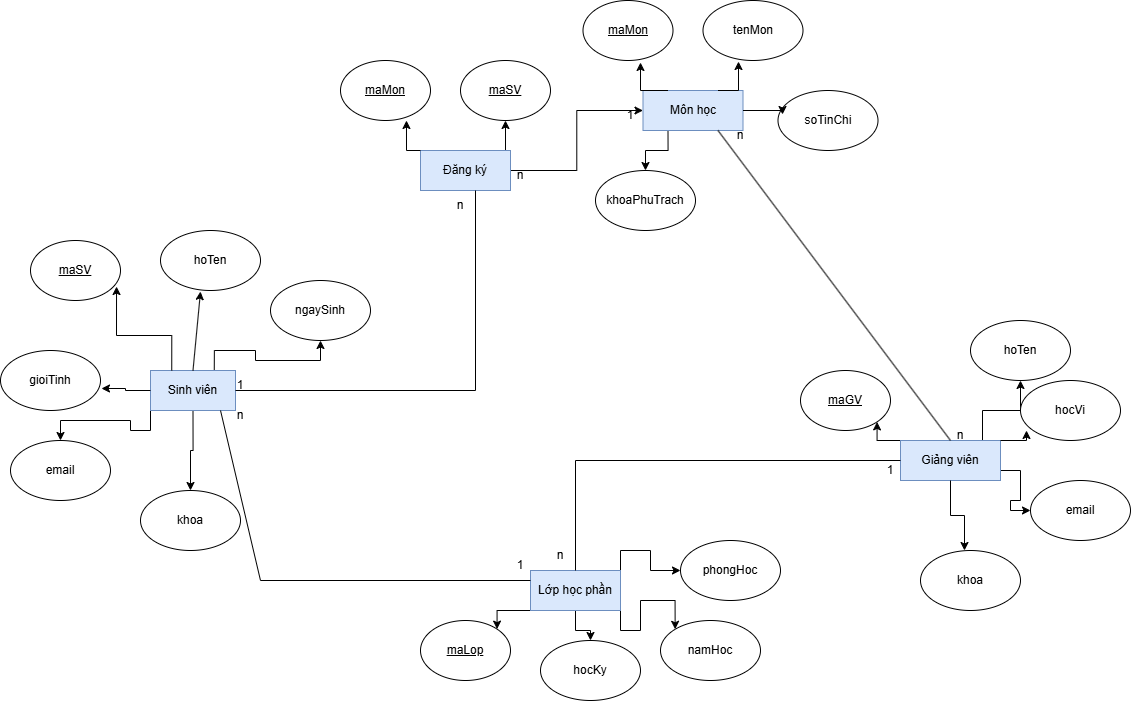 maMon
tenMon
maMon
maSV
Môn học
soTinChi
1
n
Đăng ký
n
khoaPhuTrach
n
hoTen
maSV
ngaySinh
hoTen
gioiTinh
Sinh viên
1
n
maGV
hocVi
n
Giảng viên
1
email
khoa
email
khoa
n
1
phongHoc
Lớp học phần
maLop
hocKy
namHoc